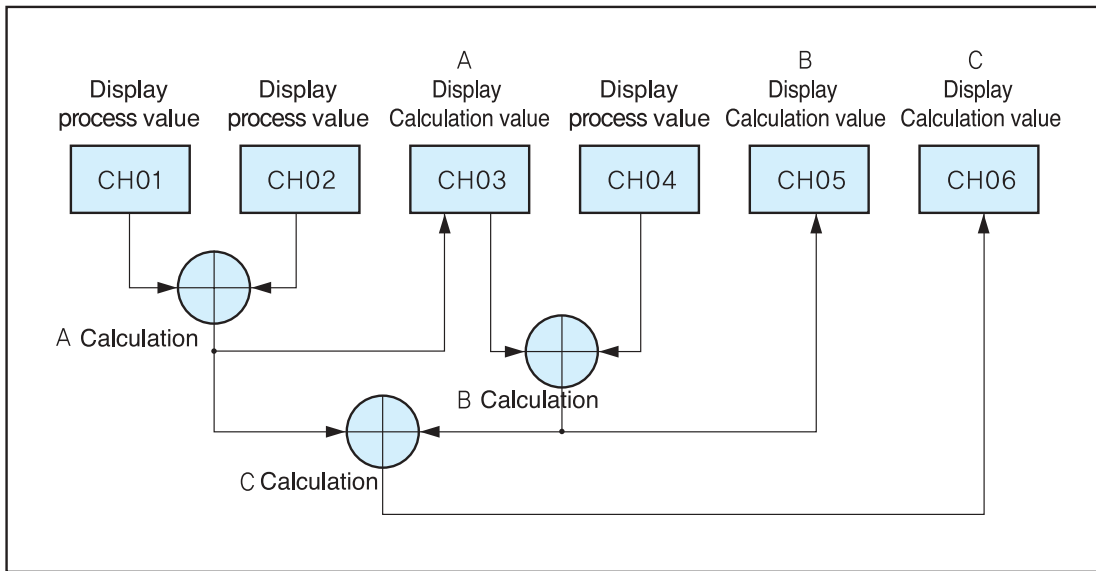 Display
process value
Display
process value
A
Display
Calculation value
Display
process value
B
Display
Calculation value
C
Display
Calculation value
CH01
CH02
CH03
CH04
CH05
CH06
A Calculation
B Calculation
C Calculation